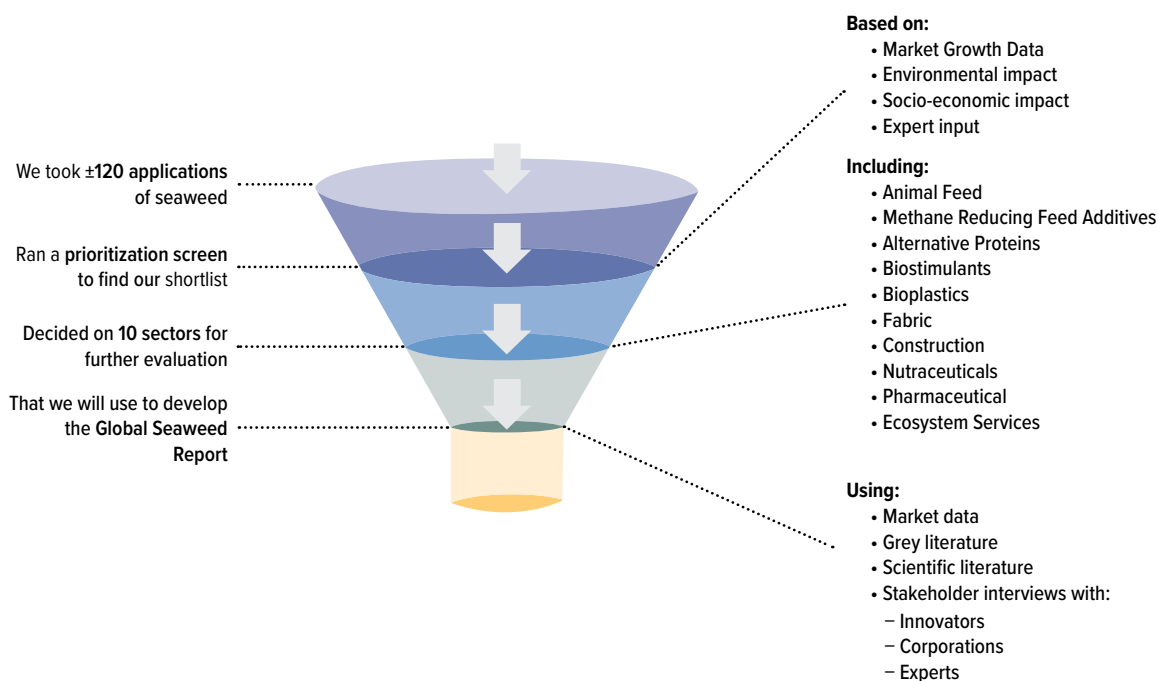 We took ±120 applications
of seaweed
Ran a prioritization screen
to find our shortlist
Decided on 10 sectors for
further evaluation
That we will use to develop
the Global Seaweed
Report
Based on:
• Market Growth Data
• Environmental impact
• Socio-economic impact
• Expert input
Including:
• Animal Feed
• Methane Reducing Feed Additives
• Alternative Proteins
• Biostimulants
• Bioplastics
• Fabric
• Construction
• Nutraceuticals
• Pharmaceutical
• Ecosystem Services
Using:
• Market data
• Grey literature
• Scientific literature
• Stakeholder interviews with:
– Innovators
– Corporations
– Experts